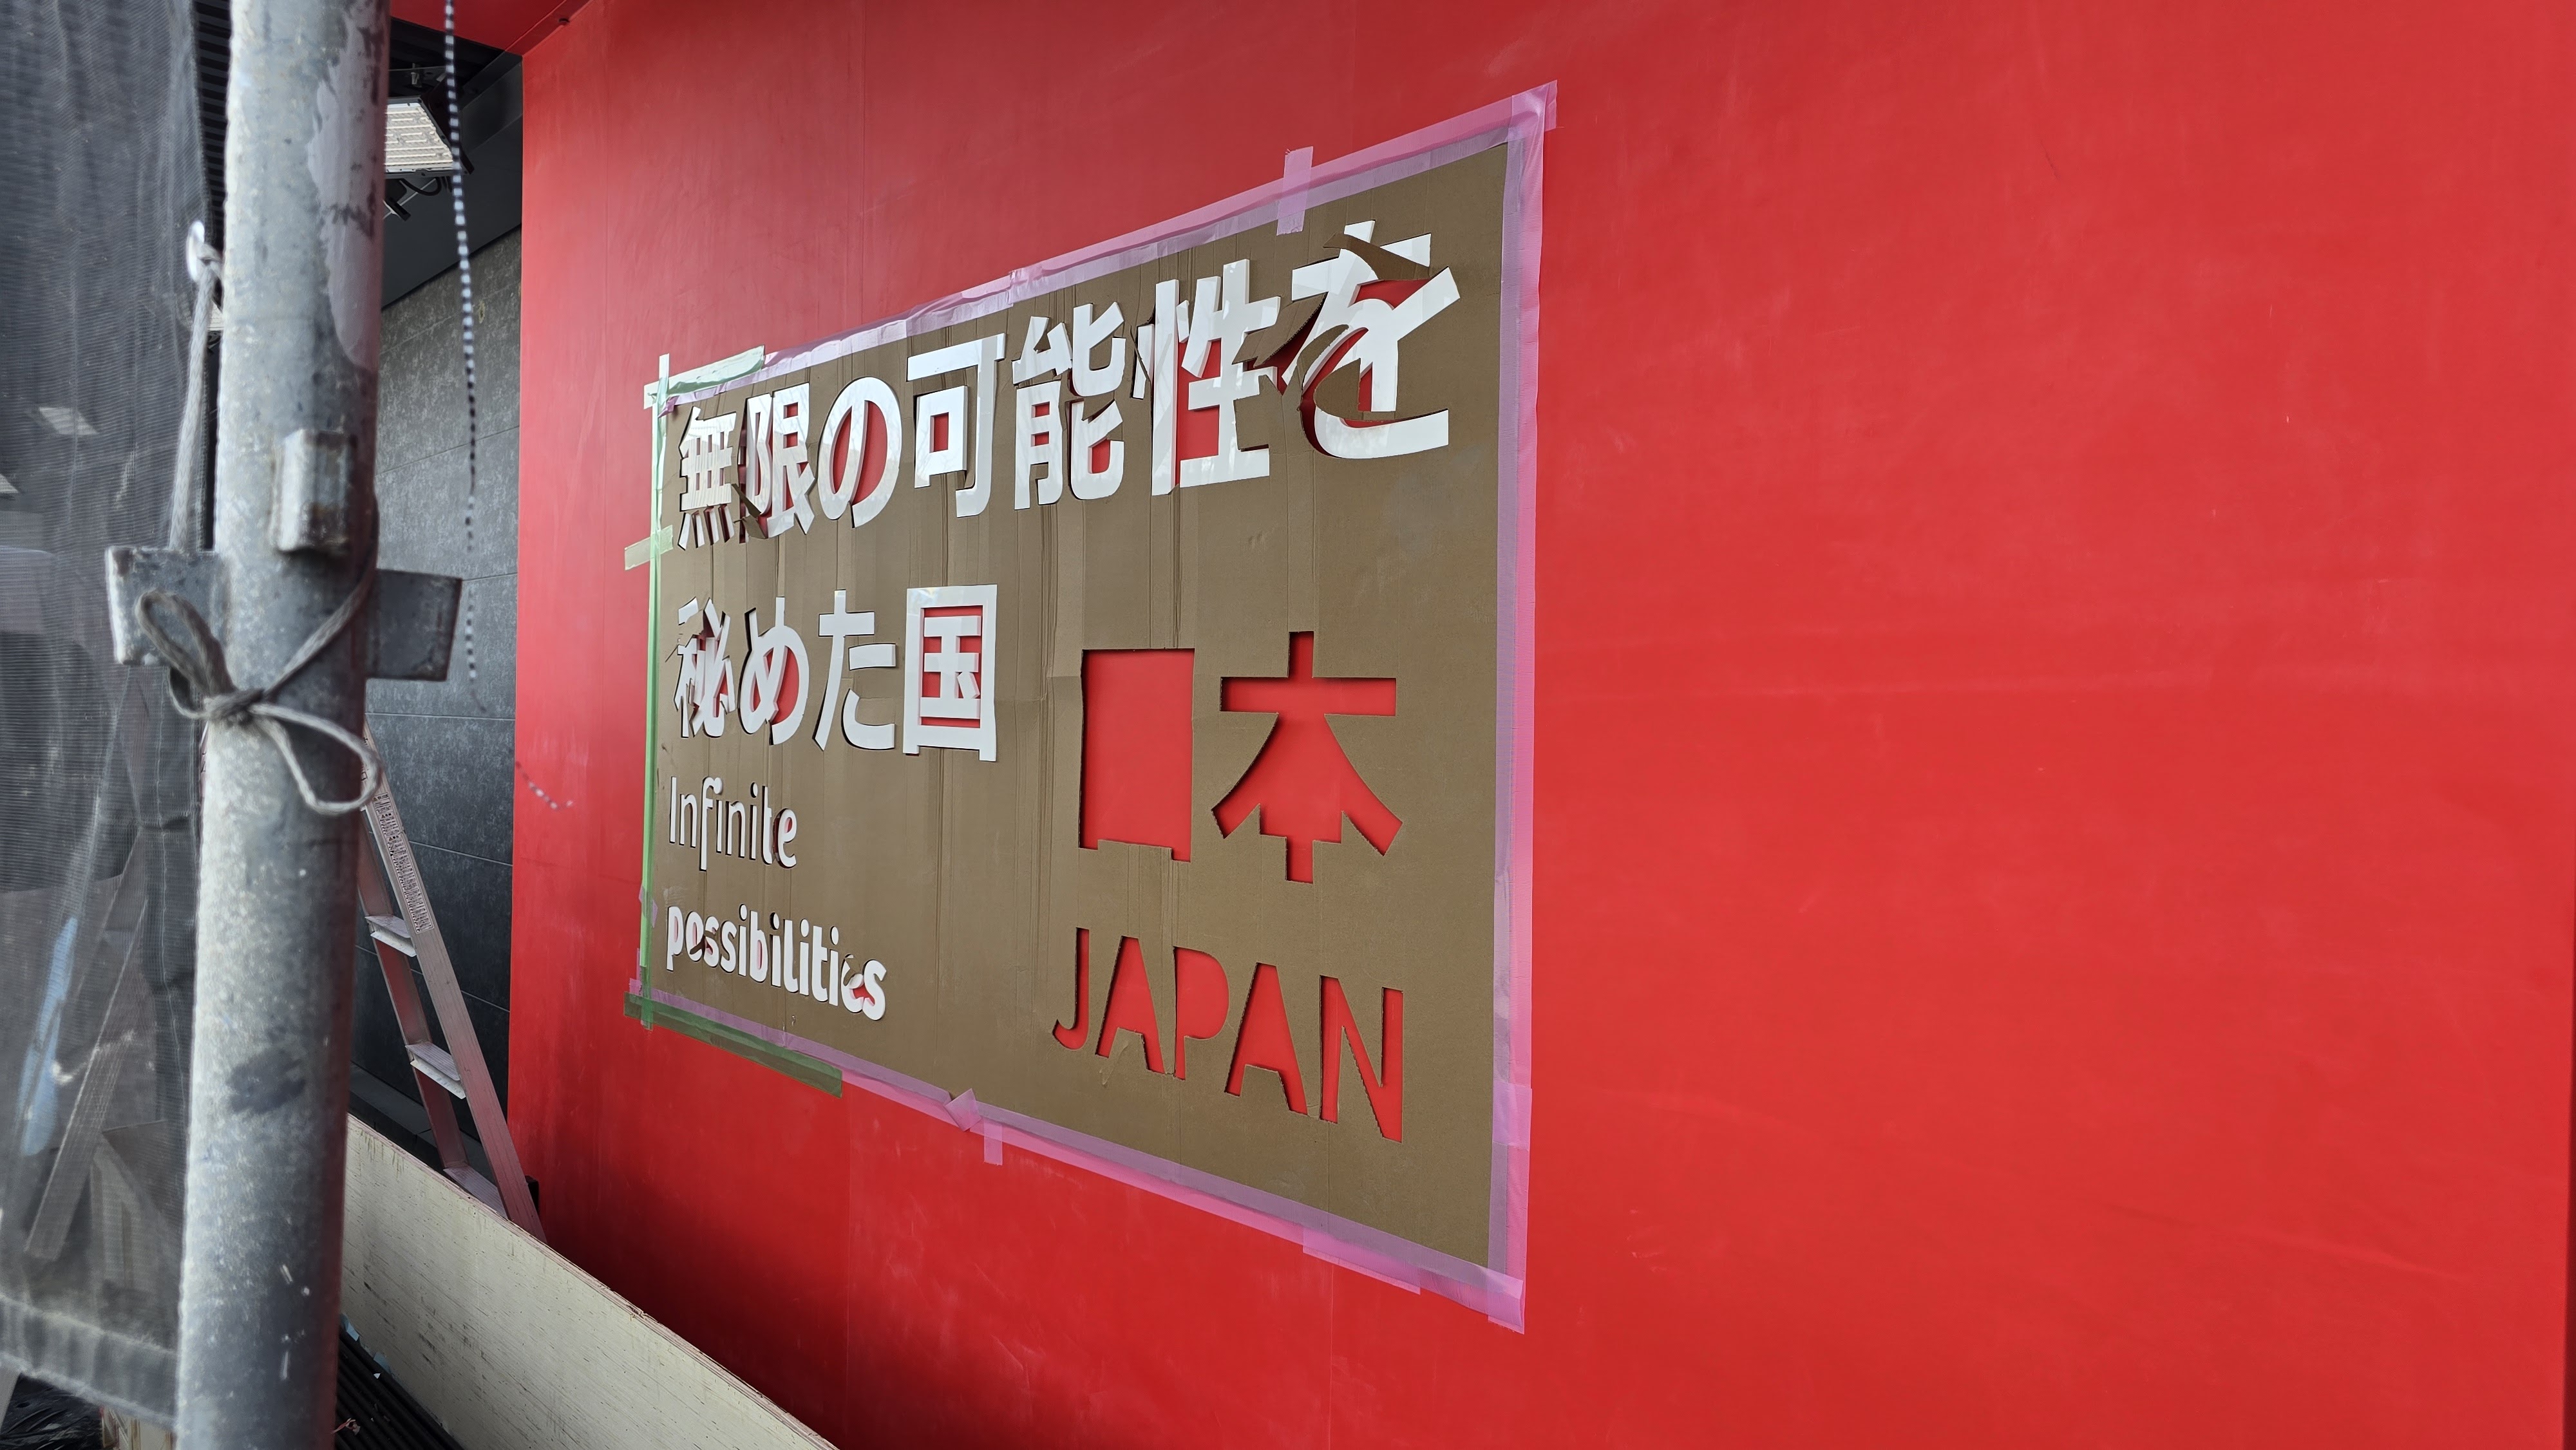 無限の可能性を
秘めた国
Infinite
possibilities
日本
JAPAN